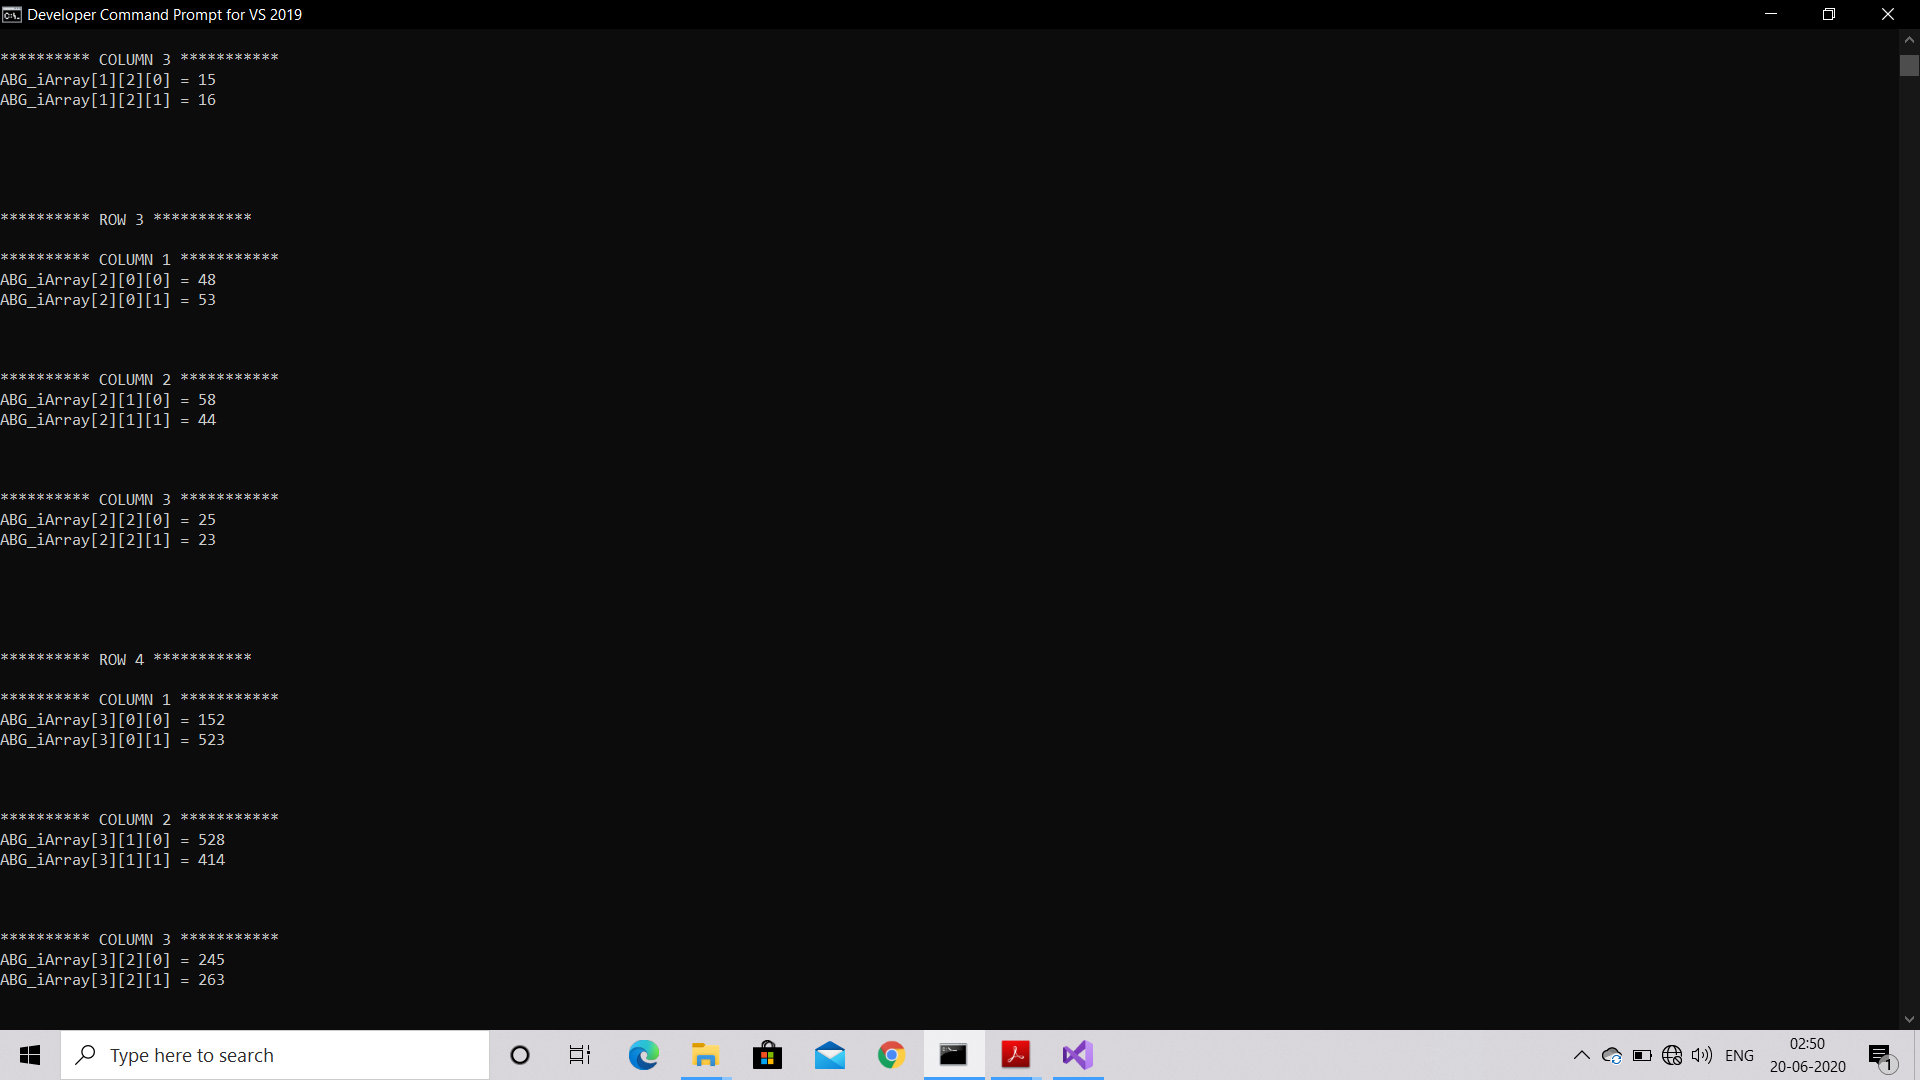 Developer Command Prompt for VS 2019
********** COLUMN 3 ***********
ABG_iArray[1][2][0] = 15
ABG_iArray[1][2][1] = 16
********** ROW 3 ***********
********** COLUMN 1 ***********
ABG_iArray[2][0][0] = 48
ABG_iArray[2][0][1] = 53
********** COLUMN 2 ***********
ABG_iArray[2][1][0] = 58
ABG_iArray[2][1][1] = 44
********** COLUMN 3 ***********
ABG_iArray[2][2][0] = 25
ABG_iArray[2][2][1] = 23
********** ROW 4 ***********
********** COLUMN 1 ***********
ABG_iArray[3][0][0] = 152
ABG_iArray[3][0][1] = 523
********** COLUMN 2 ***********
ABG_iArray[3][1][0] = 528
ABG_iArray[3][1][1] = 414
********** COLUMN 3 ***********
ABG_iArray[3][2][0] = 245
ABG_iArray[3][2][1] = 263
Type here to search
ENG
02:50
20-06-2020
1